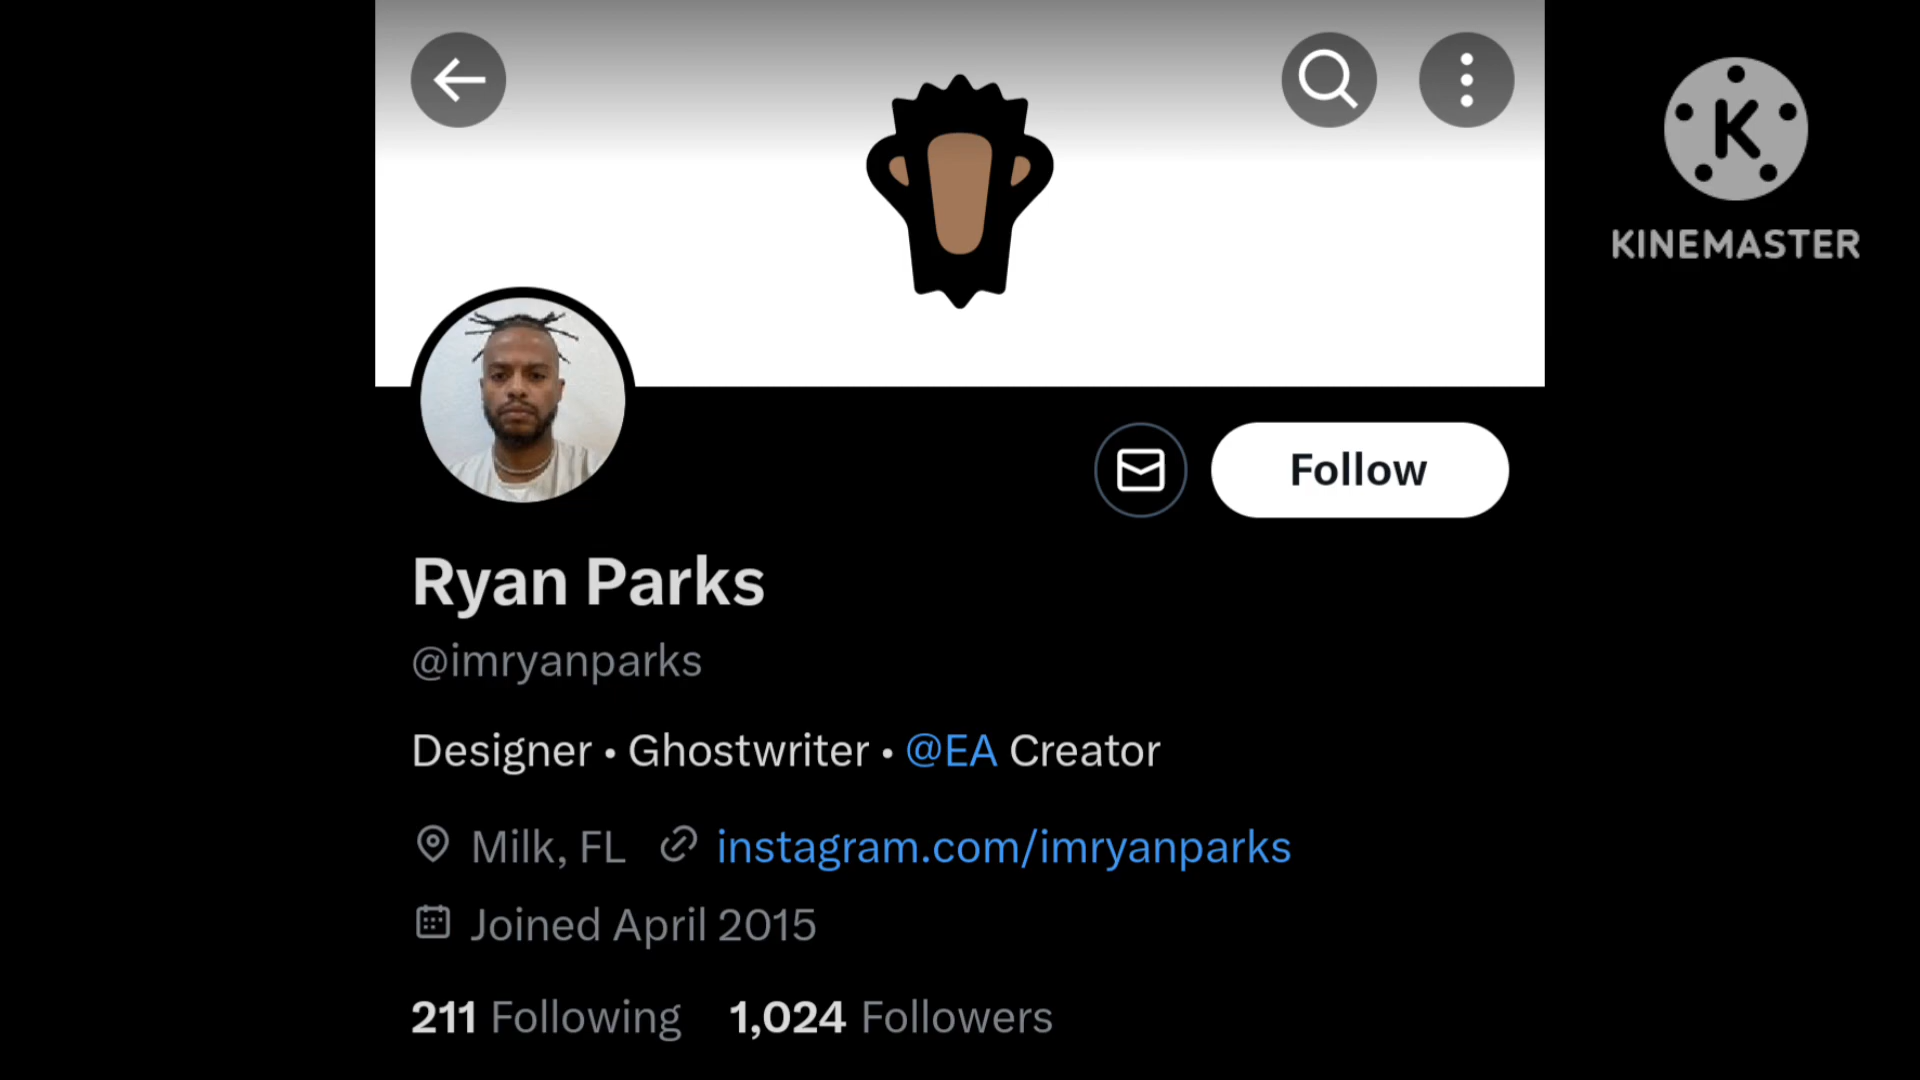 K
KINEMASTER
Follow
Ryan Parks
@imryanparks
Designer • Ghostwriter • @EA Creator
Milk, FL instagram.com/imryanparks
Joined April 2015
211 Following 1,024 Followers